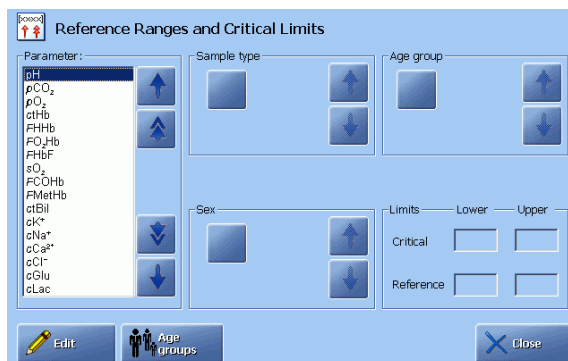 [xxxx]
Reference Ranges and Critical Limits
Parameter:
pH
pCO₂
pO₂
ctHb
FHHb
FO₂Hb
FHbF
sO₂
FCOHb
FMetHb
ctBil
cK⁺
cNa⁺
cCa²⁺
cCl⁻
cGlu
cLac
Sample type
Age group
Sex
Limits Lower Upper
Critical
Reference
Edit
Age
groups
Close